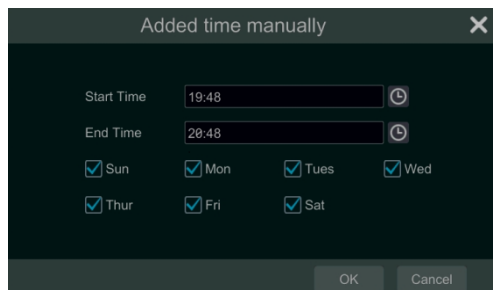 Added time manually
Start Time 19:48
End Time 20:48
Sun Mon Tues Wed
Thur Fri Sat
OK Cancel